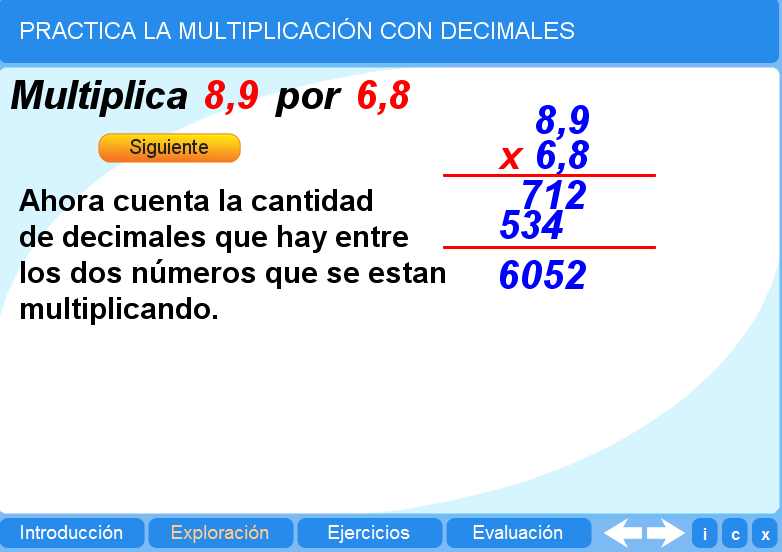 PRACTICA LA MULTIPLICACIÓN CON DECIMALES
Multiplica 8,9 por 6,8
Siguiente
Ahora cuenta la cantidad
de decimales que hay entre
los dos números que se estan
multiplicando.
8,9
x 6,8
712
534
6052
Introducción
Exploración
Ejercicios
Evaluación
i
c
x